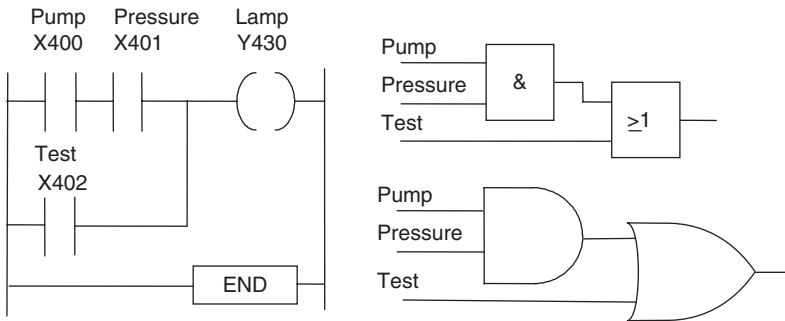 Pump Pressure Lamp
X400 X401 Y430
Test
X402
END
Pump
Pressure
Test
&
≥1
Pump
Pressure
Test